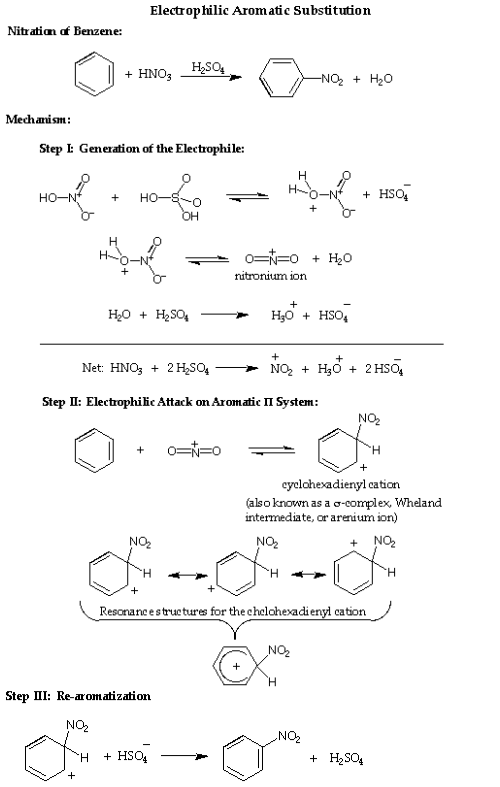 Electrophilic Aromatic Substitution
Nitration of Benzene:
+ HNO₃ H₂SO₄ NO₂ + H₂O
Mechanism:
Step I: Generation of the Electrophile:
HO N⁺ O O⁻ + HO S O O OH H H O + N⁺ O O⁻ + HSO₄⁻
H H O + N⁺ O O⁻ O=N⁺=O + H₂O
nitronium ion
H₂O + H₂SO₄ H₃O⁺ + HSO₄⁻
Net: HNO₃ + 2 H₂SO₄ ⁺NO₂ + H₃O⁺ + 2 HSO₄⁻
Step II: Electrophilic Attack on Aromatic Π System:
+ O=N⁺=O NO₂ H +
cyclohexadienyl cation
(also known as a σ-complex, Wheland
intermediate, or arenium ion)
NO₂ H + NO₂ H + + NO₂ H
Resonance structures for the chclohexadienyl cation
+ NO₂ H
Step III: Re-aromatization
NO₂ H + + HSO₄⁻ NO₂ + H₂SO₄